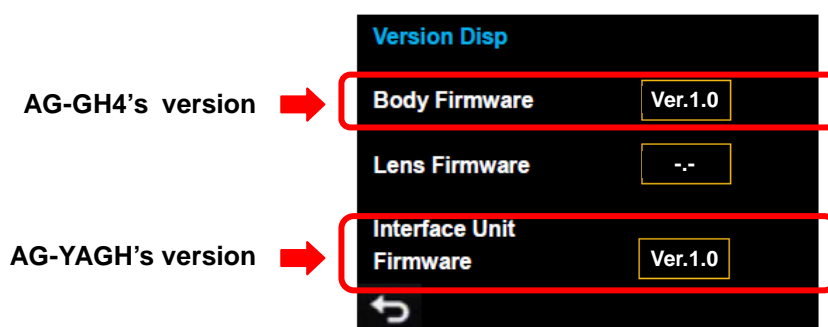 Version Disp
AG-GH4's version
Body Firmware
Ver.1.0
Lens Firmware
-.-
AG-YAGH's version
Interface Unit
Firmware
Ver.1.0